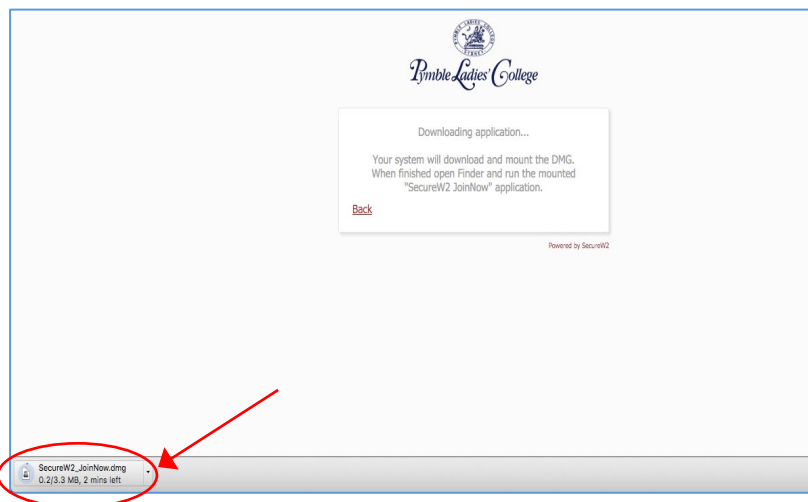 Pymble Ladies' College
Downloading application...
Your system will download and mount the DMG.
When finished open Finder and run the mounted
"SecureW2 JoinNow" application.
Back
Powered by SecureW2
SecureW2_JoinNow.dmg
0.2/3.3 MB, 2 mins left